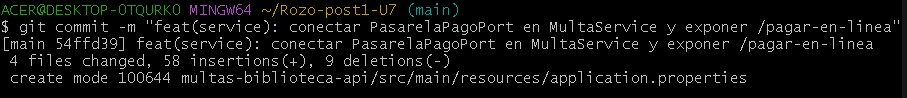 ACER@DESKTOP-OTQURKO MINGW64 ~/Rozo-post1-U7 (main)
$ git commit -m "feat(service): conectar PasarelaPagoPort en MultaService y exponer /pagar-en-linea"
[main 54ffd39] feat(service): conectar PasarelaPagoPort en MultaService y exponer /pagar-en-linea
 4 files changed, 58 insertions(+), 9 deletions(-)
 create mode 100644 multas-biblioteca-api/src/main/resources/application.properties